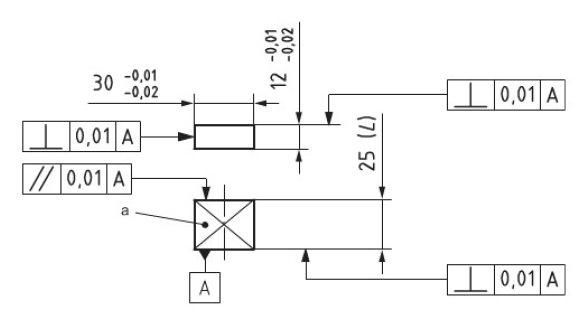 30 -0,01
-0,02
12 -0,01
-0,02
⊥ 0,01 A
⊥ 0,01 A
// 0,01 A
25 (L)
a
A
⊥ 0,01 A